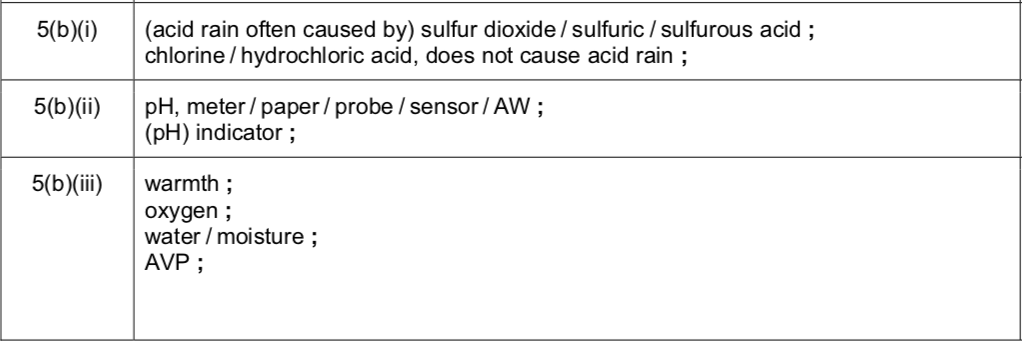 5(b)(i)
(acid rain often caused by) sulfur dioxide / sulfuric / sulfurous acid ;
chlorine / hydrochloric acid, does not cause acid rain ;
5(b)(ii)
pH, meter / paper / probe / sensor / AW ;
(pH) indicator ;
5(b)(iii)
warmth ;
oxygen ;
water / moisture ;
AVP ;